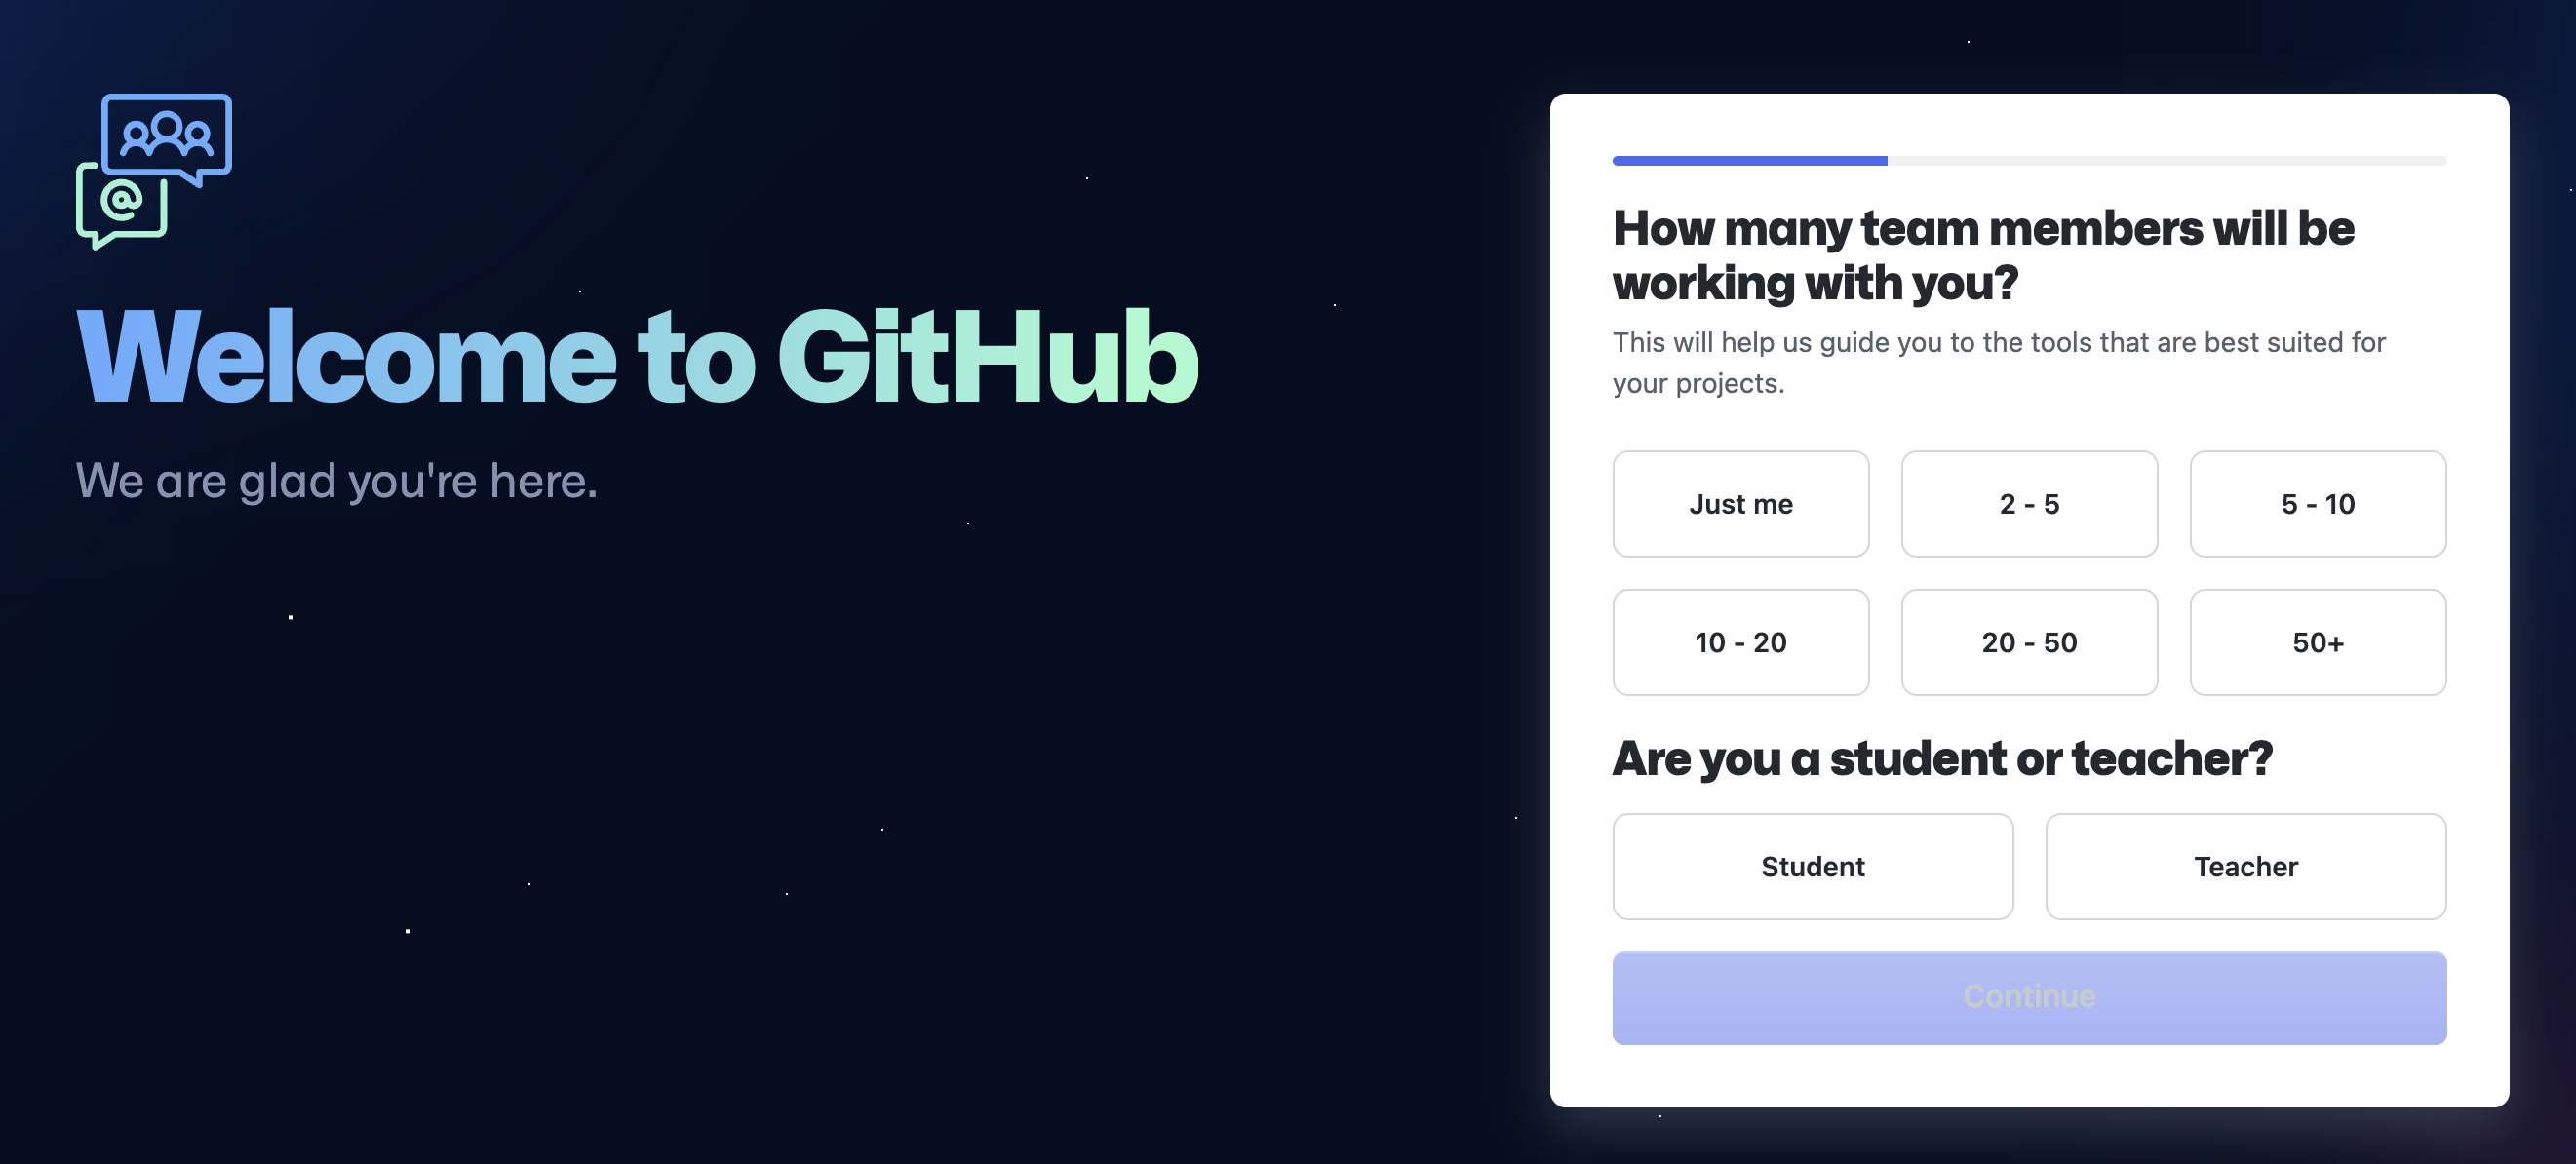 Welcome to GitHub
We are glad you're here.
How many team members will be
working with you?
This will help us guide you to the tools that are best suited for
your projects.
Just me
2 - 5
5 - 10
10 - 20
20 - 50
50+
Are you a student or teacher?
Student
Teacher
Continue